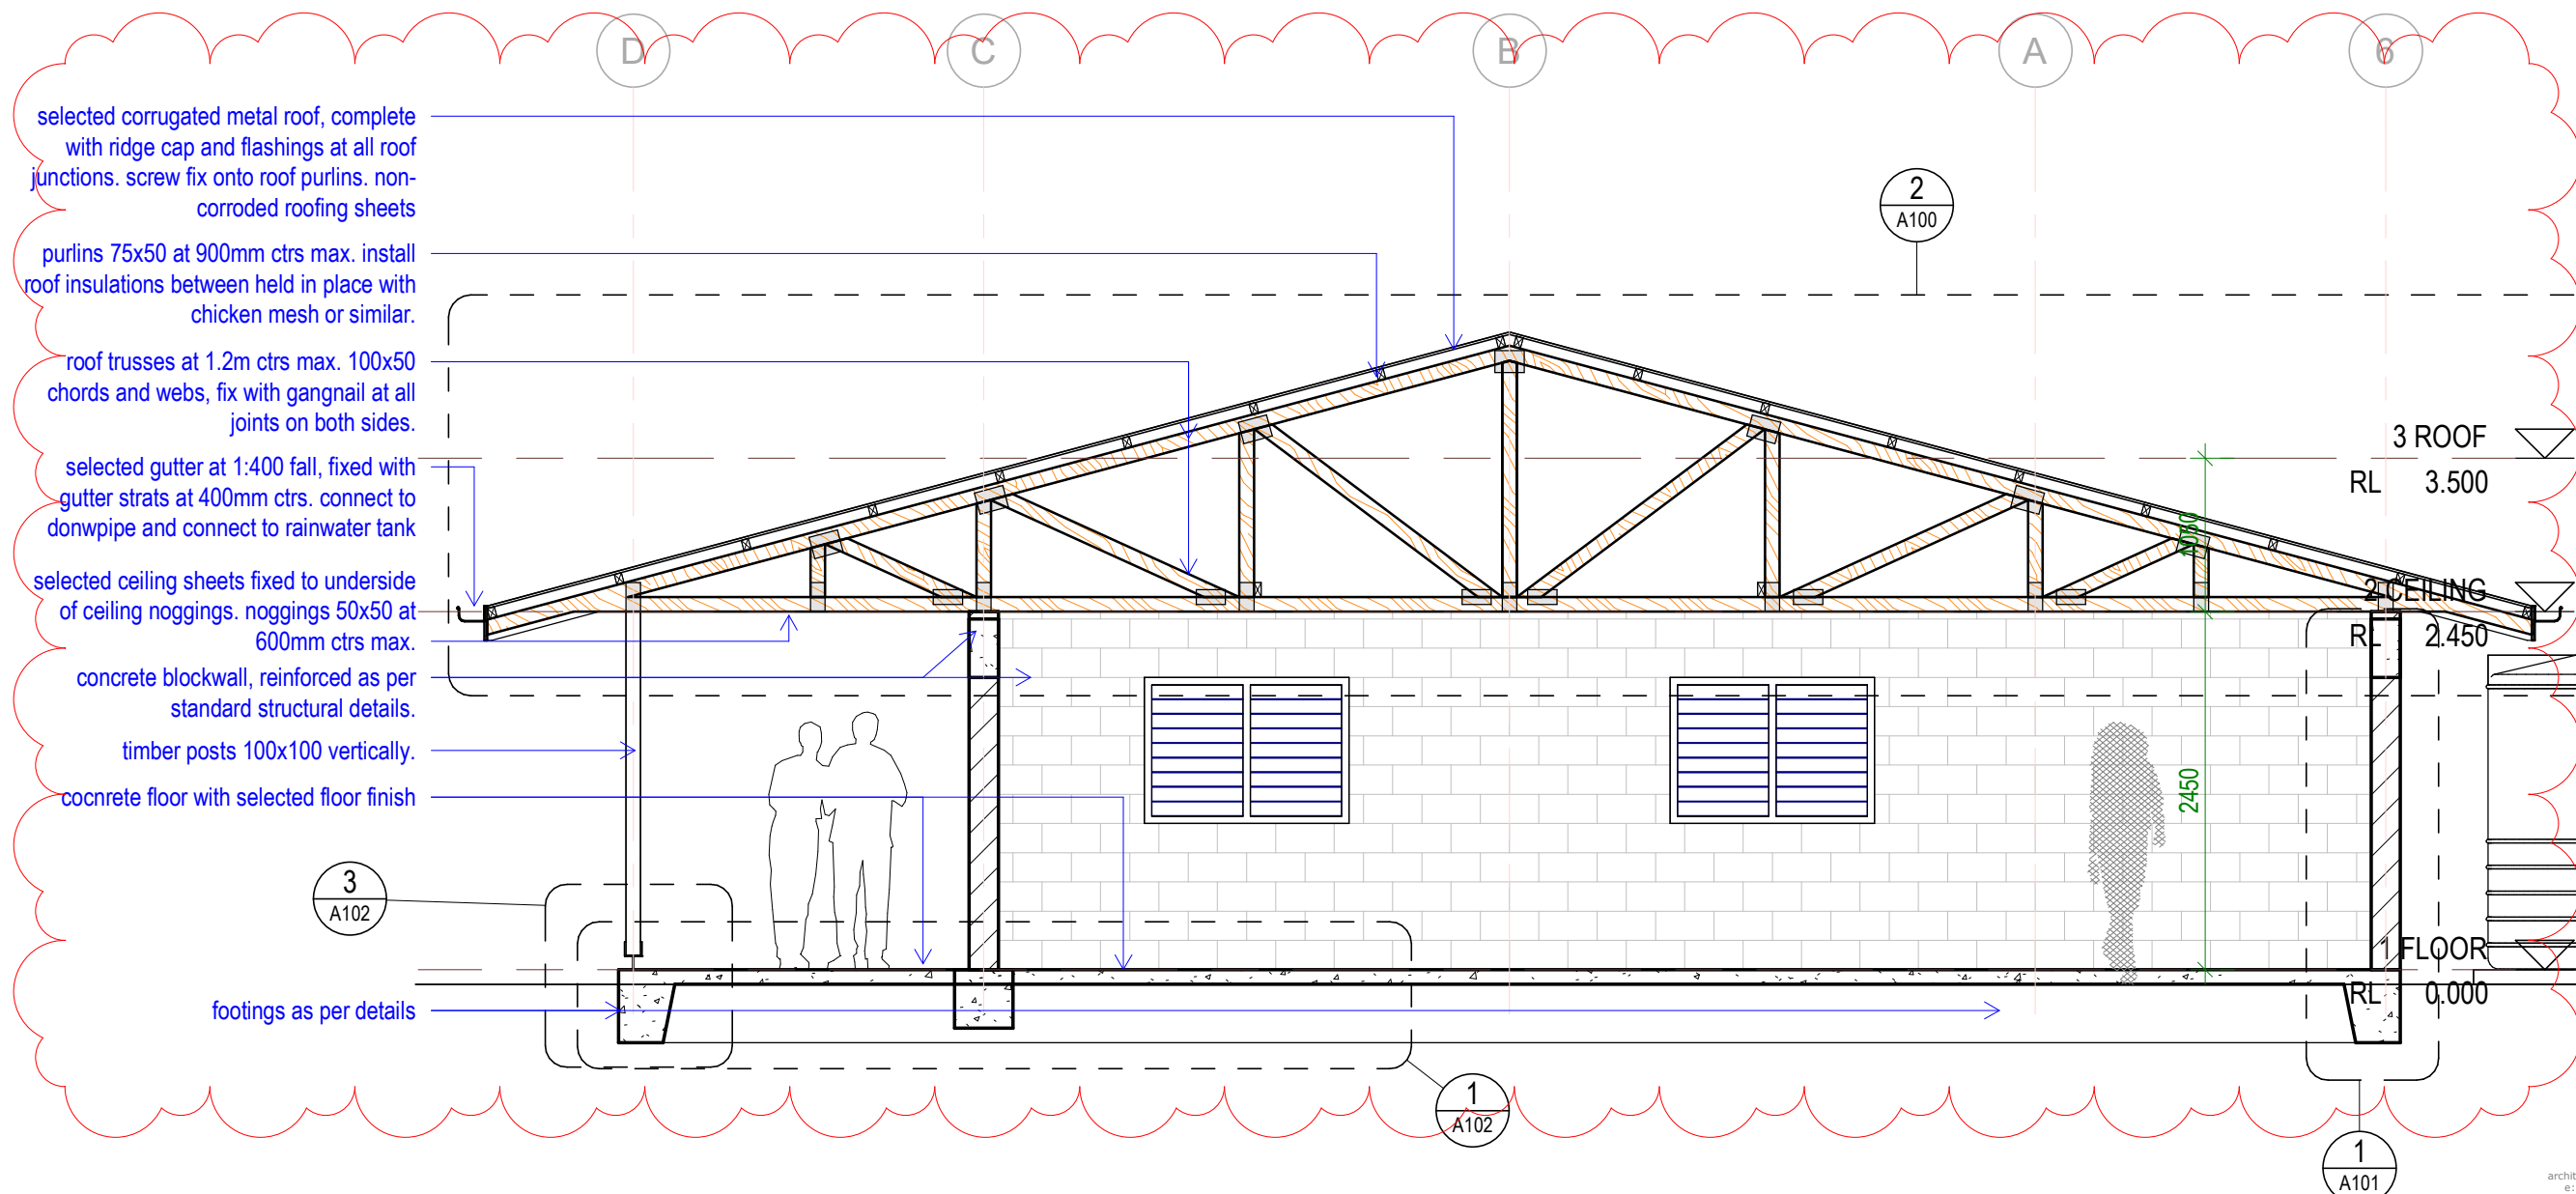 D
C
B
A
6
selected corrugated metal roof, complete
with ridge cap and flashings at all roof
junctions. screw fix onto roof purlins. non-
corroded roofing sheets
2
A100
purlins 75x50 at 900mm ctrs max. install
roof insulations between held in place with
chicken mesh or similar.
roof trusses at 1.2m ctrs max. 100x50
chords and webs, fix with gangnail at all
joints on both sides.
3 ROOF
RL 3.500
selected gutter at 1:400 fall, fixed with
gutter strats at 400mm ctrs. connect to
donwpipe and connect to rainwater tank
1050
selected ceiling sheets fixed to underside
of ceiling noggings. noggings 50x50 at
600mm ctrs max.
2 CEILING
RL 2.450
concrete blockwall, reinforced as per
standard structural details.
timber posts 100x100 vertically.
2450
cocnrete floor with selected floor finish
3
A102
1 FLOOR
RL 0.000
footings as per details
1
A102
1
A101
archit
e: